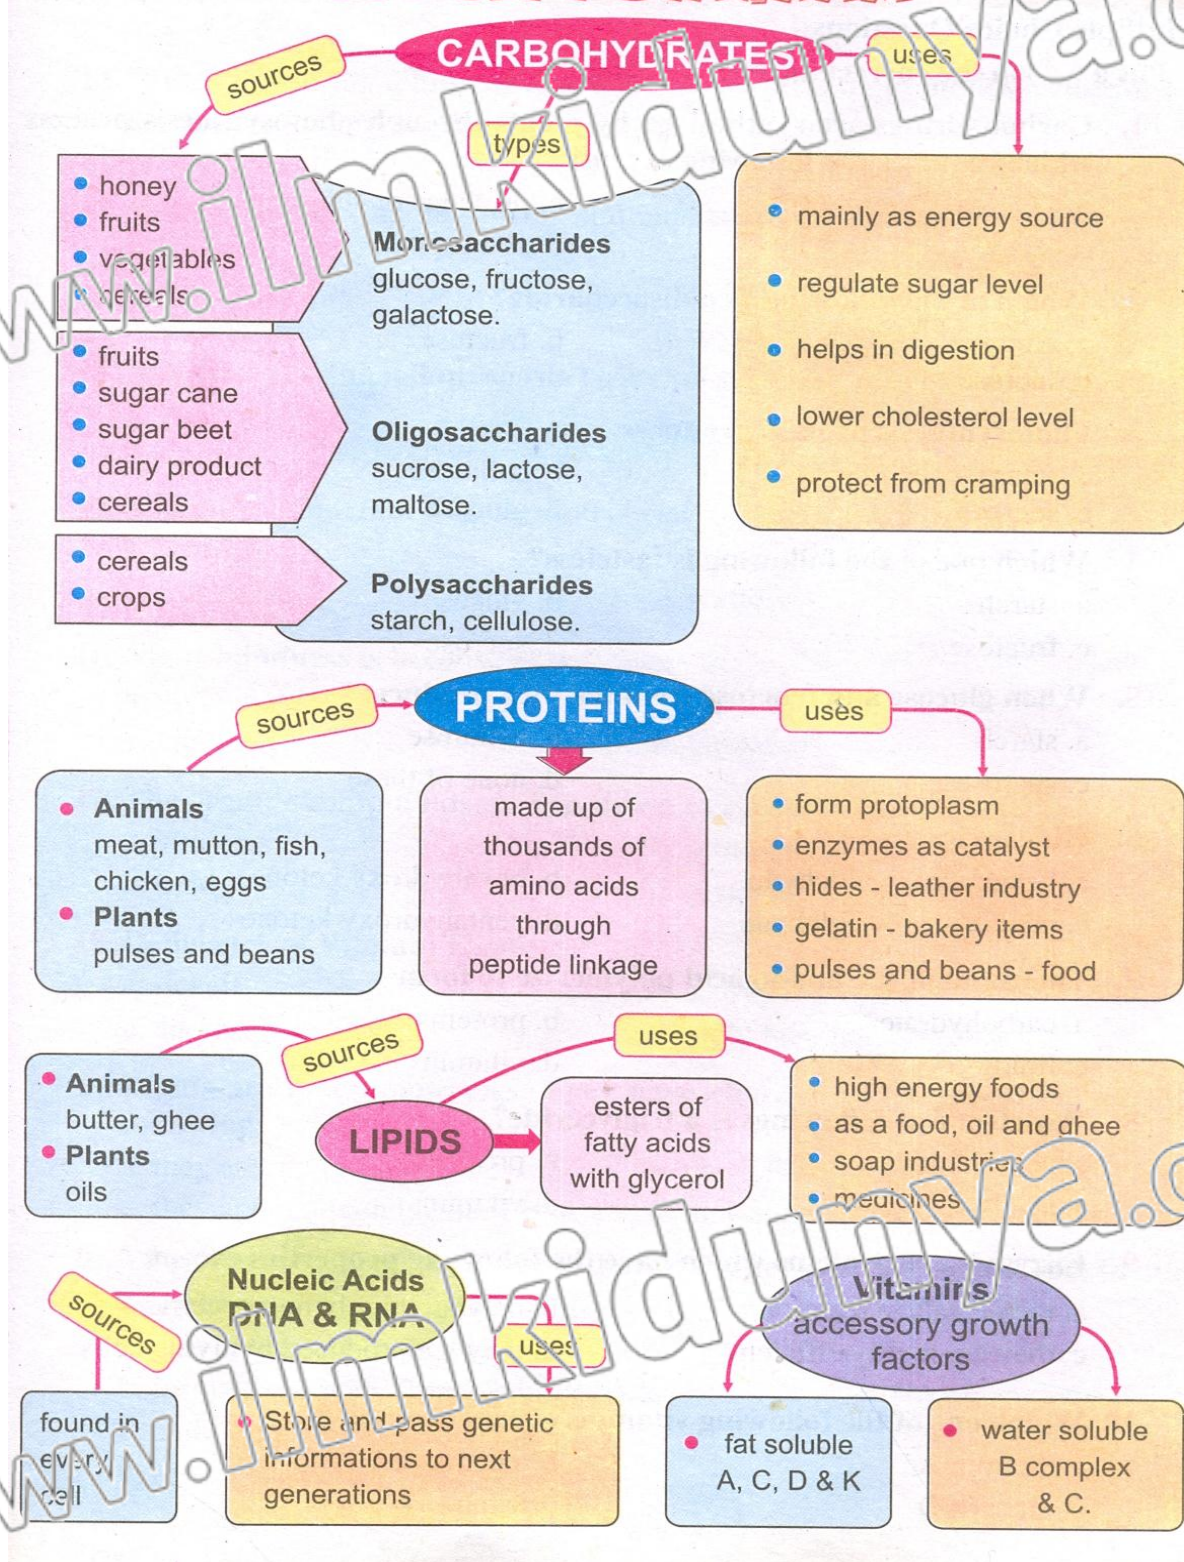 CARBOHYDRATES
sources
types
uses
honey
fruits
vegetables
cereals
Monosaccharides
glucose, fructose,
galactose.
fruits
sugar cane
sugar beet
dairy product
cereals
Oligosaccharides
sucrose, lactose,
maltose.
cereals
crops
Polysaccharides
starch, cellulose.
mainly as energy source
regulate sugar level
helps in digestion
lower cholesterol level
protect from cramping
PROTEINS
sources
uses
Animals
meat, mutton, fish,
chicken, eggs
Plants
pulses and beans
made up of
thousands of
amino acids
through
peptide linkage
form protoplasm
enzymes as catalyst
hides - leather industry
gelatin - bakery items
pulses and beans - food
LIPIDS
sources
uses
Animals
butter, ghee
Plants
oils
esters of
fatty acids
with glycerol
high energy foods
as a food, oil and ghee
soap industries
medicines
Nucleic Acids
DNA & RNA
sources
uses
found in
every
cell
Store and pass genetic
informations to next
generations
Vitamins
accessory growth
factors
fat soluble
A, C, D & K
water soluble
B complex
& C.
www.ilmkidunya.c
www.ilmkidunya.c